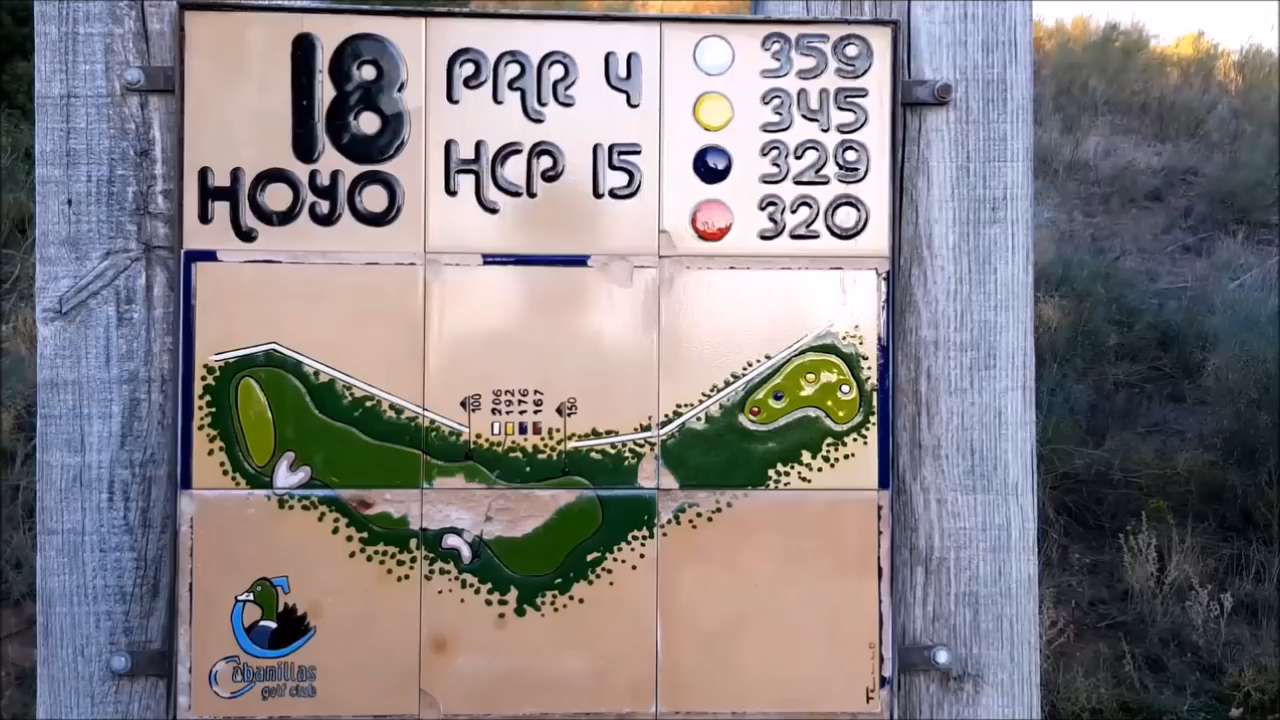 18
HOYO
PAR 4
HCP 15
359
345
329
320
100
206
192
176
167
150
Cabanillas
golf club